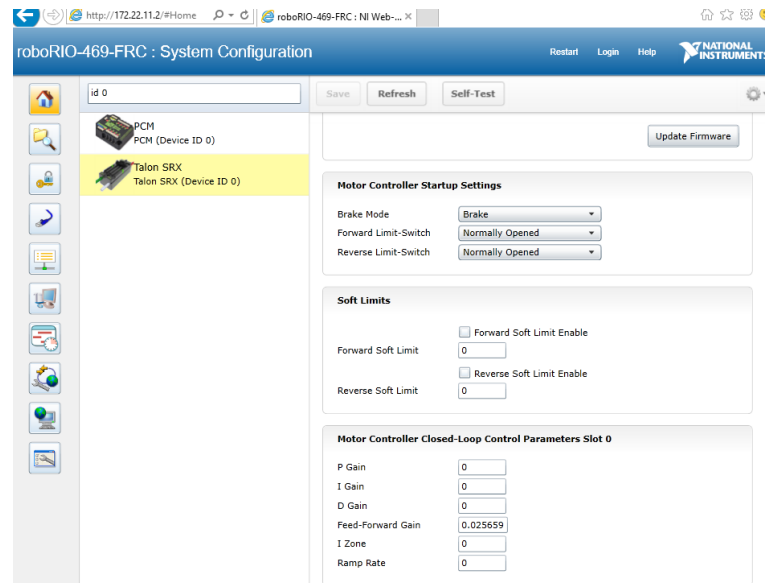 http://172.22.11.2/#Home
roboRIO-469-FRC : NI Web-...
roboRIO-469-FRC : System Configuration
Restart Login Help
NATIONAL
INSTRUMENTS
id 0
Save Refresh Self-Test
PCM
PCM (Device ID 0)
Talon SRX
Talon SRX (Device ID 0)
Update Firmware
Motor Controller Startup Settings
Brake Mode Brake
Forward Limit-Switch Normally Opened
Reverse Limit-Switch Normally Opened
Soft Limits
Forward Soft Limit Enable
Forward Soft Limit 0
Reverse Soft Limit Enable
Reverse Soft Limit 0
Motor Controller Closed-Loop Control Parameters Slot 0
P Gain 0
I Gain 0
D Gain 0
Feed-Forward Gain 0.025659
I Zone 0
Ramp Rate 0